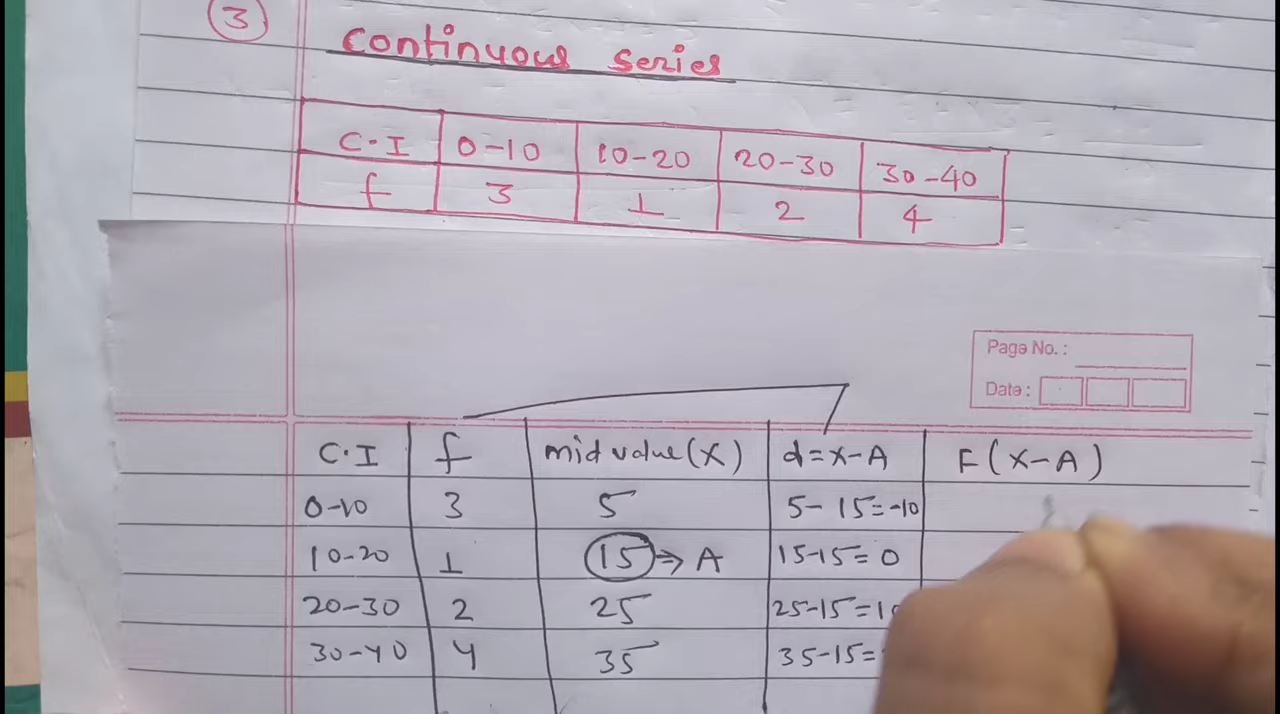 3
Continuous series
C.I 0-10 10-20 20-30 30-40
f 3 1 2 4
Page No.:
Date:
C.I f mid value(x) d=x-A F(x-A)
0-10 3 5 5-15=-10
10-20 1 15⇒A 15-15=0
20-30 2 25 25-15=
30-40 4 35 35-15=